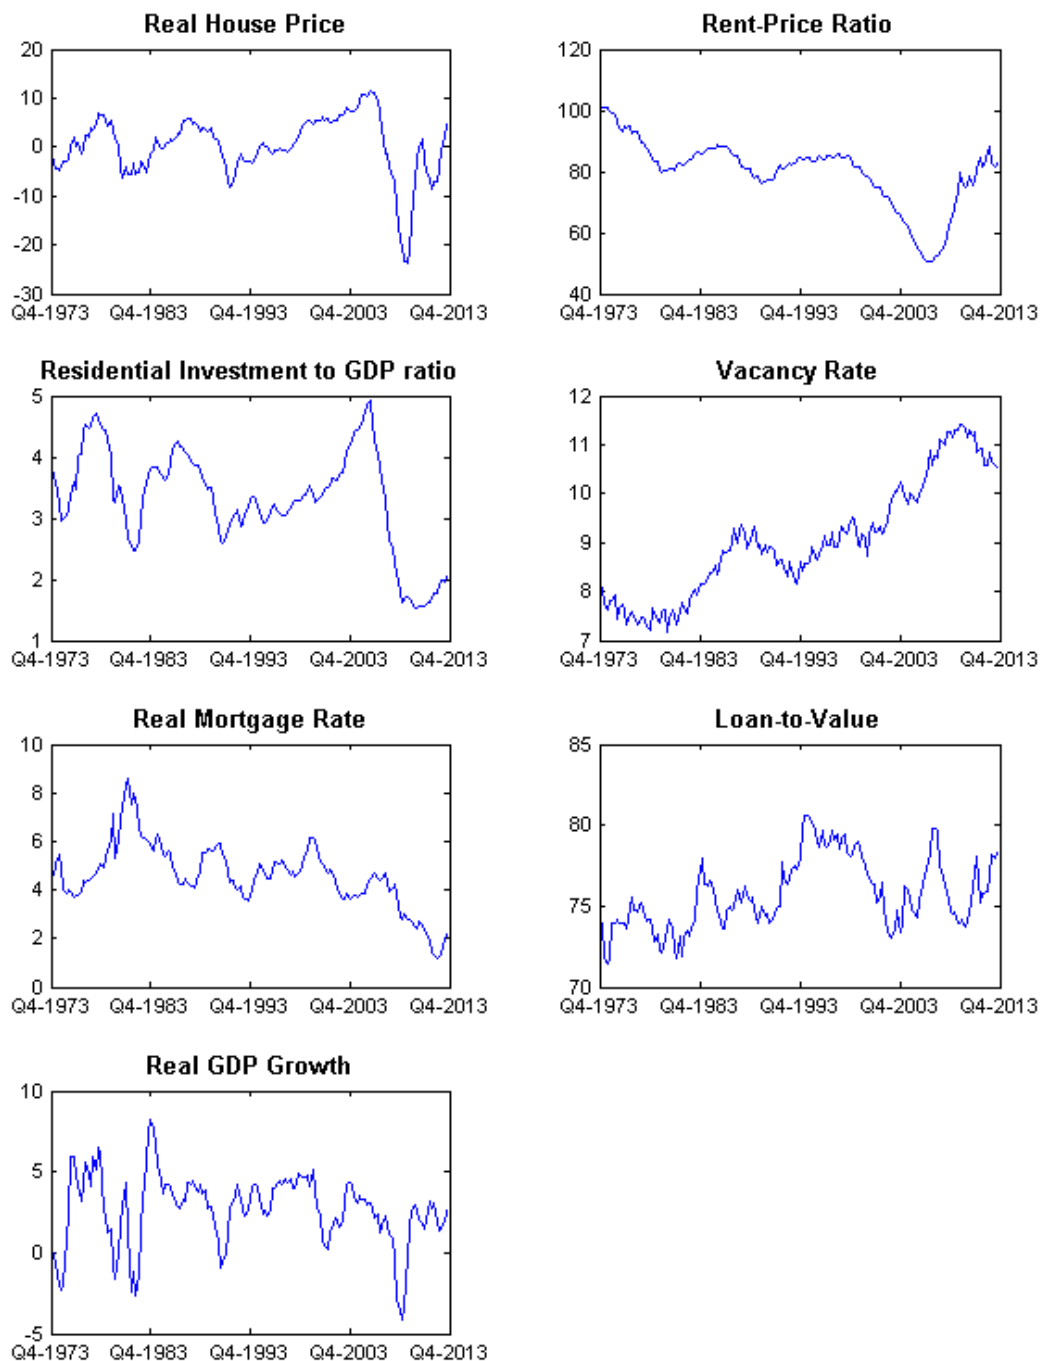 Real House Price
20
10
0
-10
-20
-30
Q4-1973 Q4-1983 Q4-1993 Q4-2003 Q4-2013
Rent-Price Ratio
120
100
80
60
40
Q4-1973 Q4-1983 Q4-1993 Q4-2003 Q4-2013
Residential Investment to GDP ratio
5
4
3
2
1
Q4-1973 Q4-1983 Q4-1993 Q4-2003 Q4-2013
Vacancy Rate
12
11
10
9
8
7
Q4-1973 Q4-1983 Q4-1993 Q4-2003 Q4-2013
Real Mortgage Rate
10
8
6
4
2
0
Q4-1973 Q4-1983 Q4-1993 Q4-2003 Q4-2013
Loan-to-Value
85
80
75
70
Q4-1973 Q4-1983 Q4-1993 Q4-2003 Q4-2013
Real GDP Growth
10
5
0
-5
Q4-1973 Q4-1983 Q4-1993 Q4-2003 Q4-2013